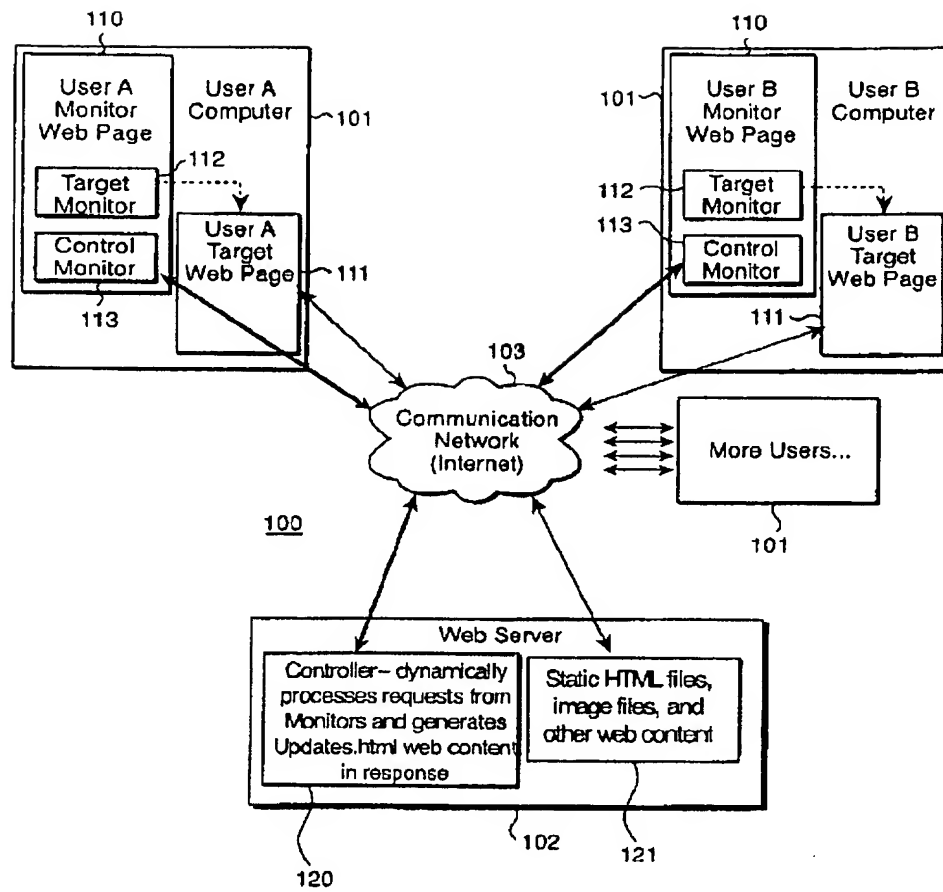 110
User A
Monitor
Web Page
User A
Computer
101
112
Target
Monitor
Control
Monitor
113
User A
Target
Web Page
111
110
101
User B
Monitor
Web Page
User B
Computer
112
Target
Monitor
113
Control
Monitor
User B
Target
Web Page
111
103
Communication
Network
(Internet)
More Users...
101
100
Web Server
Controller– dynamically
processes requests from
Monitors and generates
Updates.html web content
in response
Static HTML files,
image files, and
other web content
120
102
121